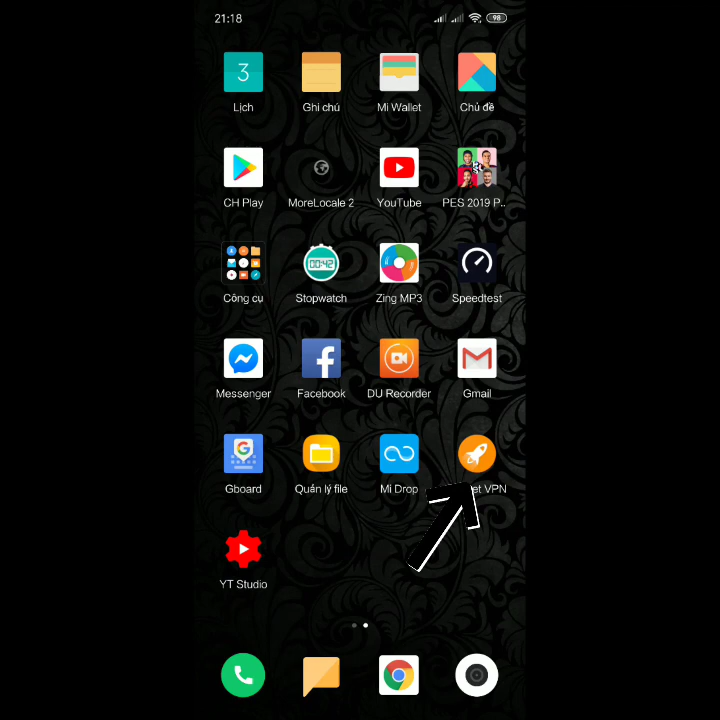 21:18
98
3
Lịch
Ghi chú
Mi Wallet
Chủ đề
CH Play
MoreLocale 2
YouTube
PES 2019 P..
00:42
Công cụ
Stopwatch
Zing MP3
Speedtest
Messenger
Facebook
DU Recorder
Gmail
G
Gboard
Quản lý file
Mi Drop
et VPN
YT Studio